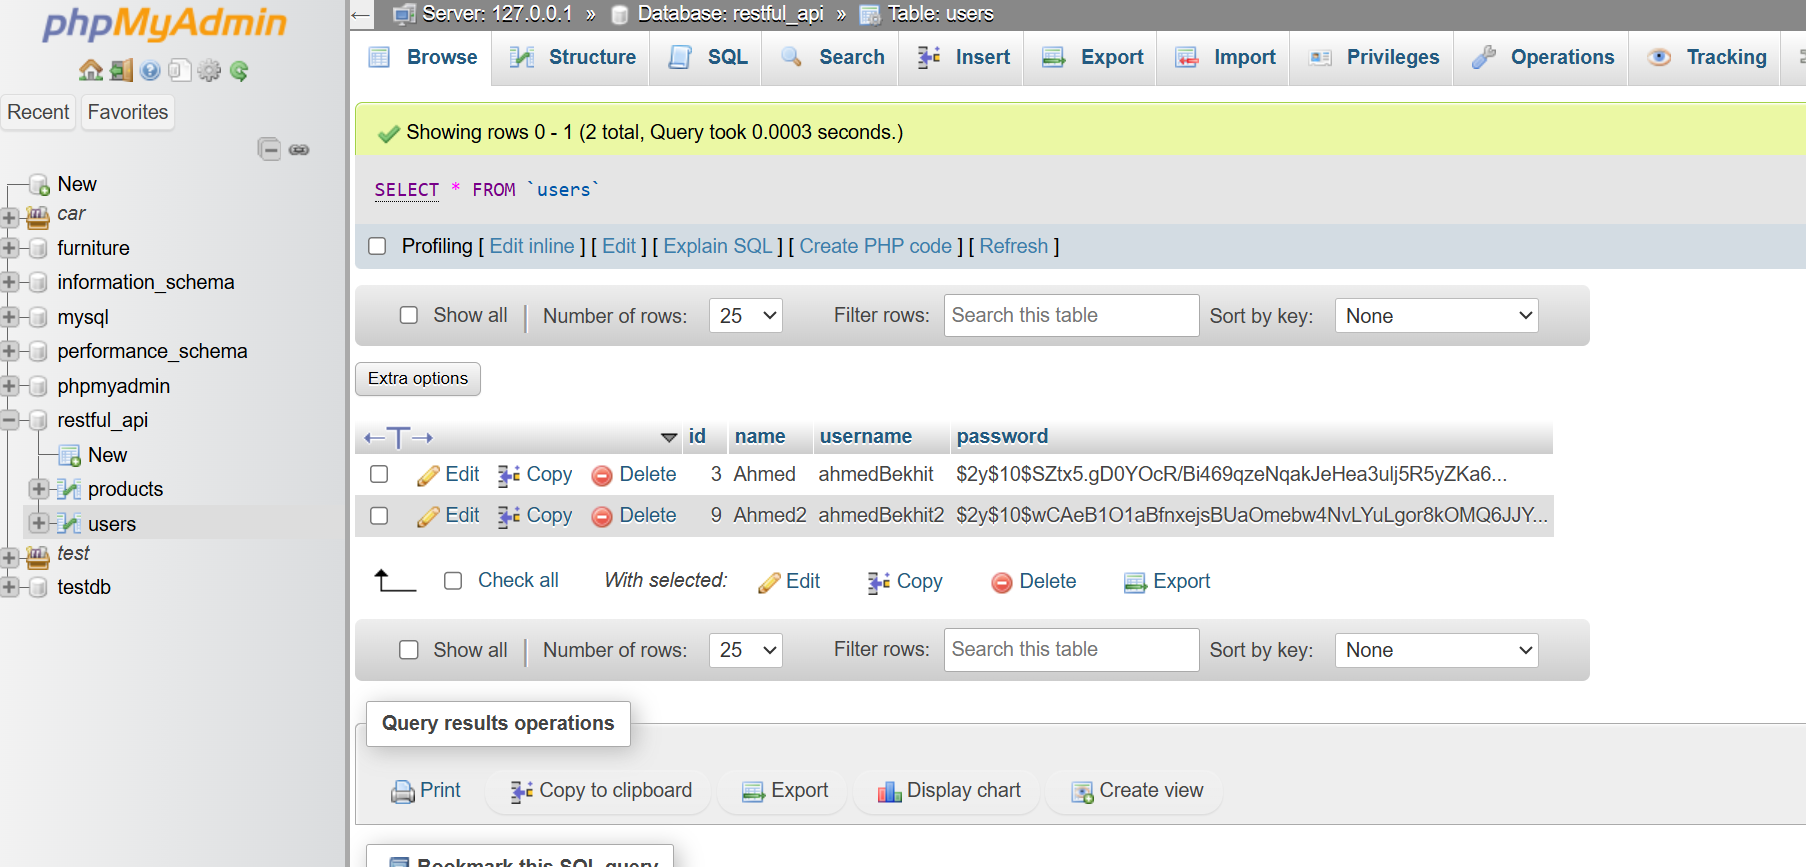 phpMyAdmin
Recent Favorites
New
car
furniture
information_schema
mysql
performance_schema
phpmyadmin
restful_api
New
products
users
test
testdb
Server: 127.0.0.1 » Database: restful_api » Table: users
Browse Structure SQL Search Insert Export Import Privileges Operations Tracking
Showing rows 0 - 1 (2 total, Query took 0.0003 seconds.)
SELECT * FROM `users`
Profiling [ Edit inline ] [ Edit ] [ Explain SQL ] [ Create PHP code ] [ Refresh ]
Show all | Number of rows: 25 Filter rows: Search this table Sort by key: None
Extra options
←T→ id name username password
Edit Copy Delete 3 Ahmed ahmedBekhit $2y$10$SZtx5.gD0YOcR/Bi469qzeNqakJeHea3ulj5R5yZKa6...
Edit Copy Delete 9 Ahmed2 ahmedBekhit2 $2y$10$wCAeB1O1aBfnxejsBUaOmebw4NvLYuLgor8kOMQ6JJY...
Check all With selected: Edit Copy Delete Export
Show all | Number of rows: 25 Filter rows: Search this table Sort by key: None
Query results operations
Print Copy to clipboard Export Display chart Create view
Bookmark this SQL query